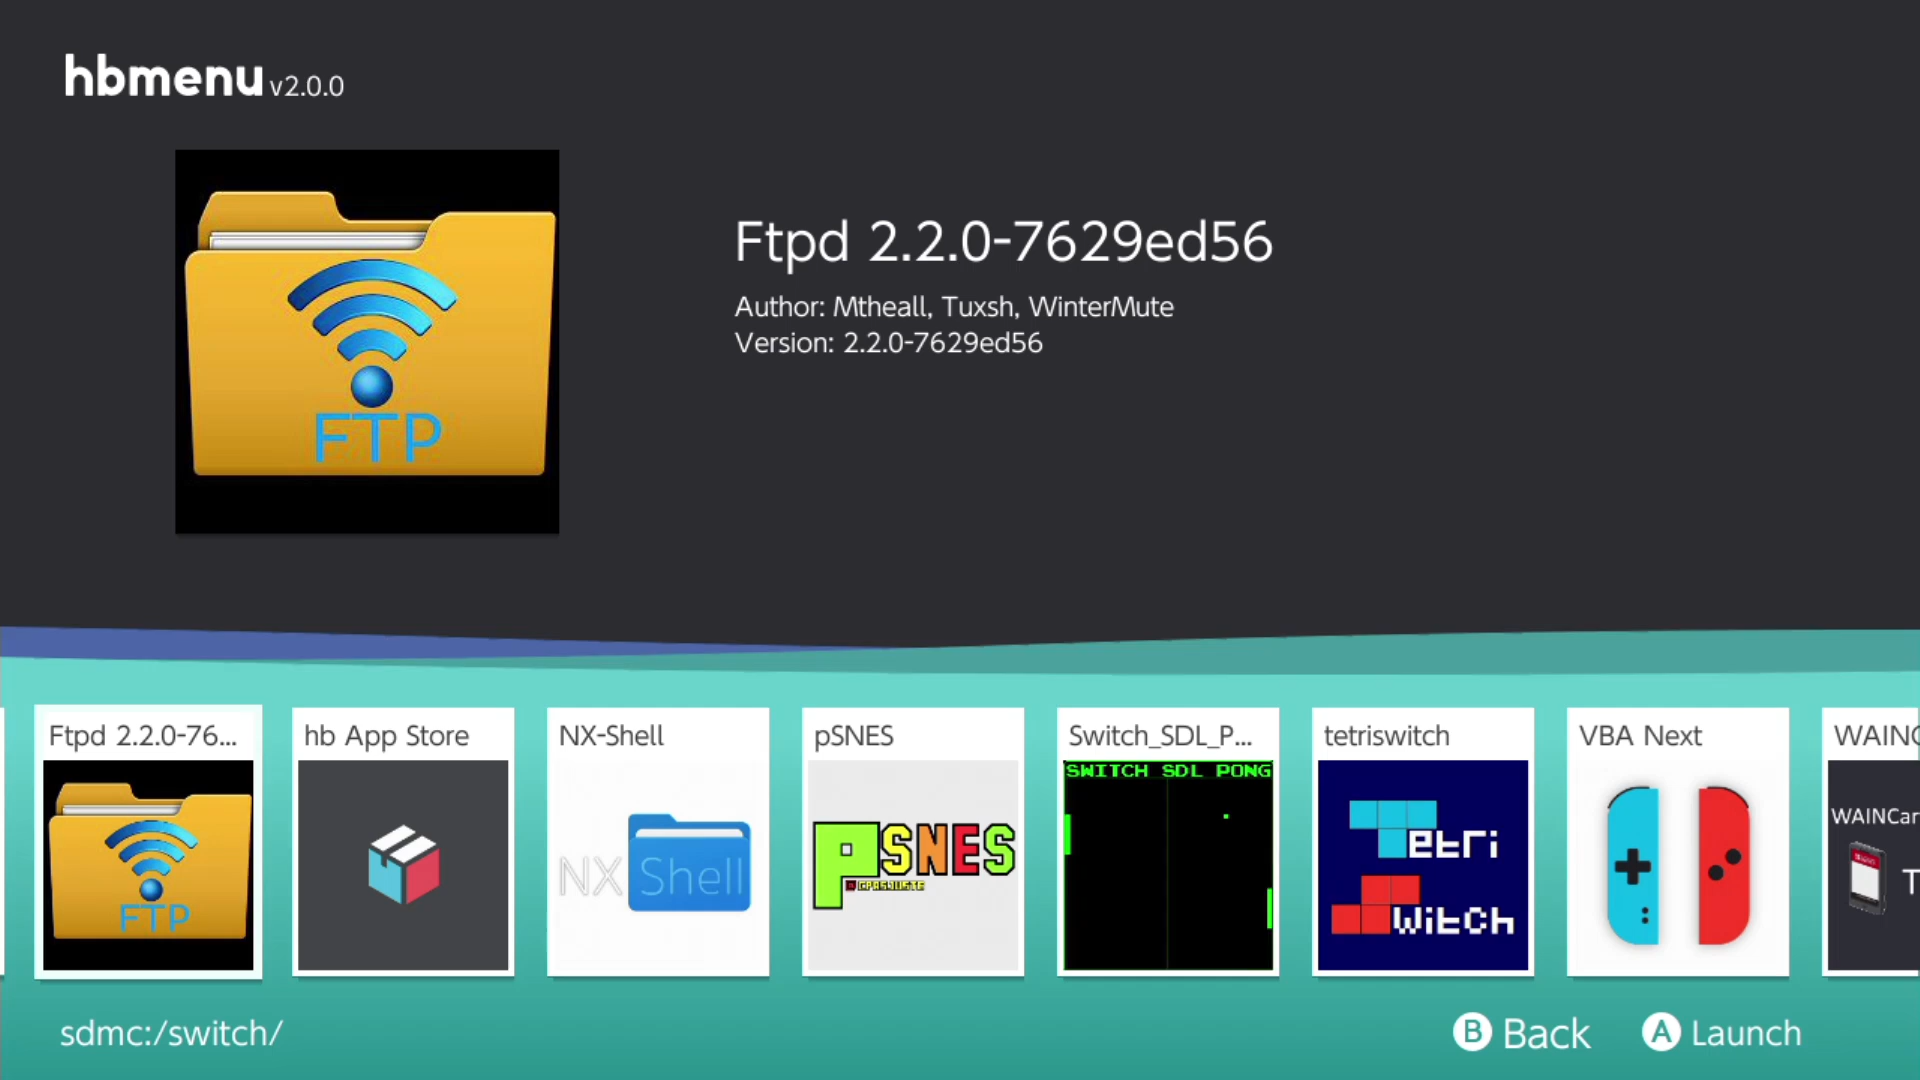 hbmenu v2.0.0
FTP
Ftpd 2.2.0-7629ed56
Author: Mtheall, Tuxsh, WinterMute
Version: 2.2.0-7629ed56
Ftpd 2.2.0-76...
hb App Store
NX-Shell
pSNES
Switch_SDL_P...
tetriswitch
VBA Next
FTP
NX Shell
PSNES
SWITCH SDL PONG
Tetri
Switch
sdmc:/switch/
B Back
A Launch